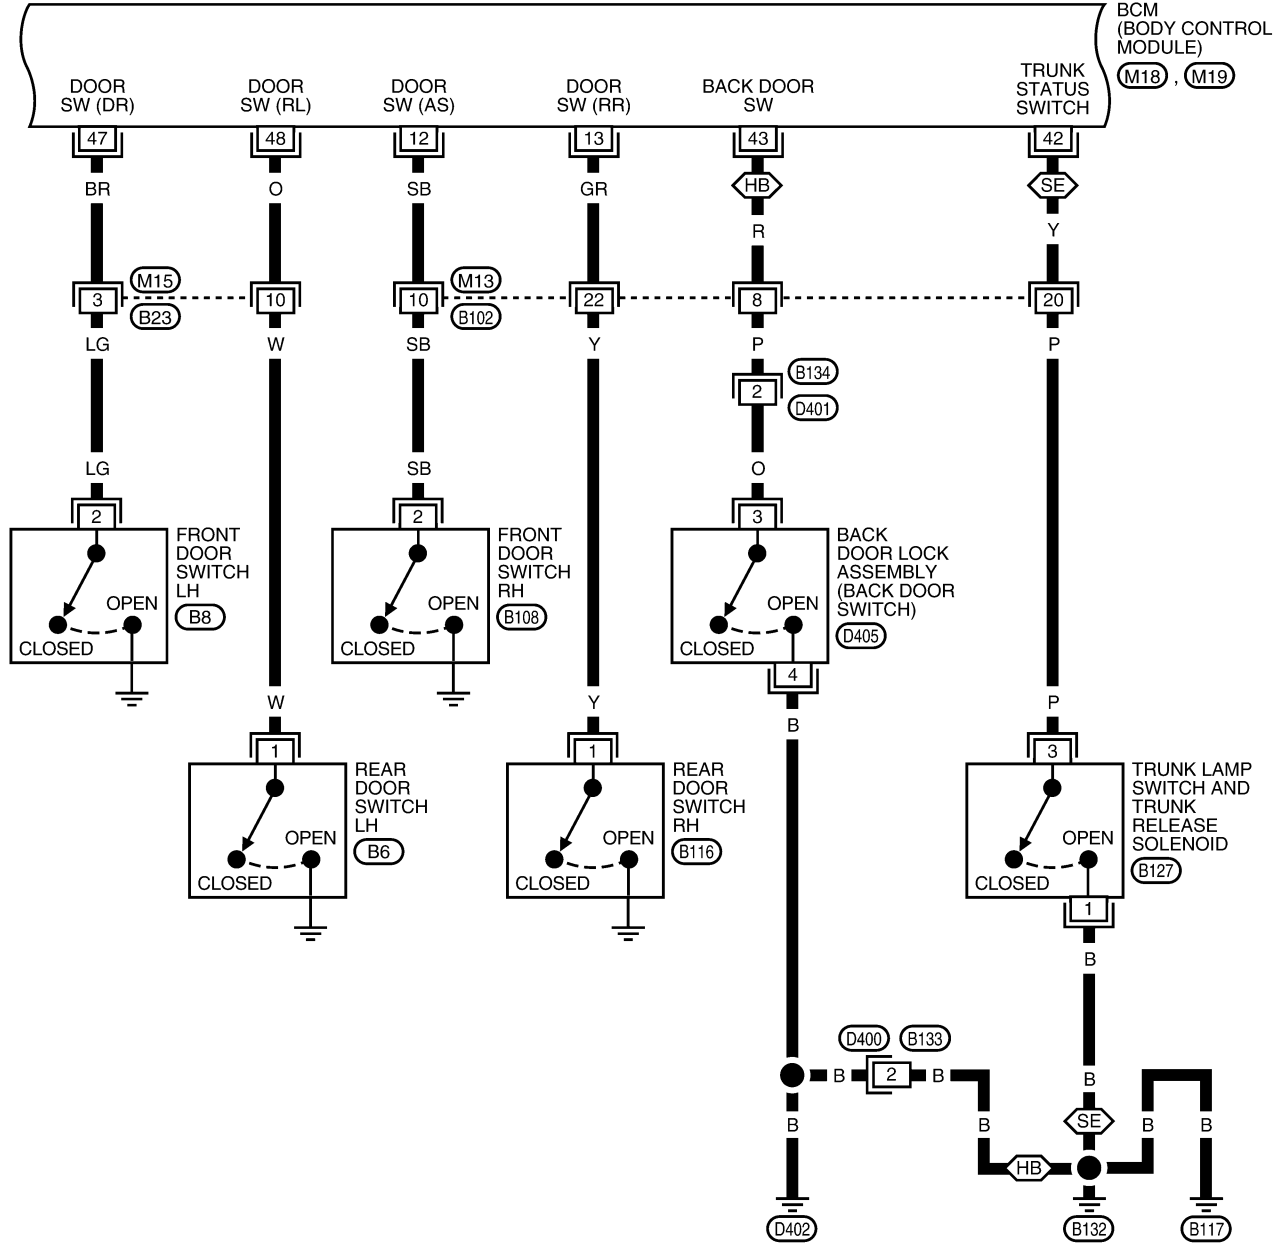 BCM
(BODY CONTROL
MODULE)
M18 , M19
DOOR
SW (DR)
DOOR
SW (RL)
DOOR
SW (AS)
DOOR
SW (RR)
BACK DOOR
SW
TRUNK
STATUS
SWITCH
47 48 12 13 43 42
BR O SB GR HB SE
R Y
M15 M13
3 10 10 22 8 20
B23 B102
LG W SB Y P P
B134
2
D401
LG SB O
2 2 3
FRONT
DOOR
SWITCH
LH
B8
OPEN
CLOSED
FRONT
DOOR
SWITCH
RH
B108
OPEN
CLOSED
BACK
DOOR LOCK
ASSEMBLY
(BACK DOOR
SWITCH)
D405
OPEN
CLOSED
4
W Y B P
1 1 3
REAR
DOOR
SWITCH
LH
B6
OPEN
CLOSED
REAR
DOOR
SWITCH
RH
B116
OPEN
CLOSED
TRUNK LAMP
SWITCH AND
TRUNK
RELEASE
SOLENOID
B127
OPEN
CLOSED
1
B
D400 B133
B 2 B B
B B SE B B
HB
D402 B132 B117